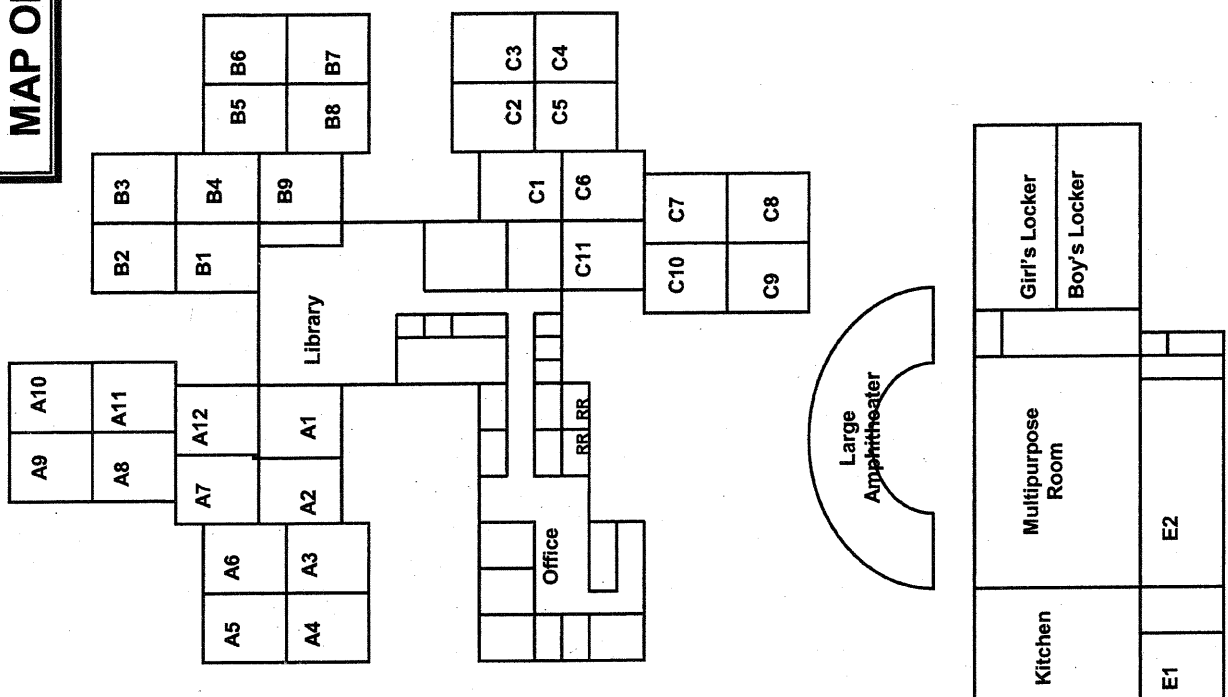 MAP O
A9
A10
A8
A11
A7
A12
A5
A6
A2
A1
A4
A3
B2
B3
B1
B4
B9
B5
B6
B8
B7
Library
C2
C3
C5
C4
C1
C6
C11
C10
C7
C9
C8
RR
RR
Office
Large
Amphitheater
Girl's Locker
Boy's Locker
Multipurpose
Room
Kitchen
E1
E2